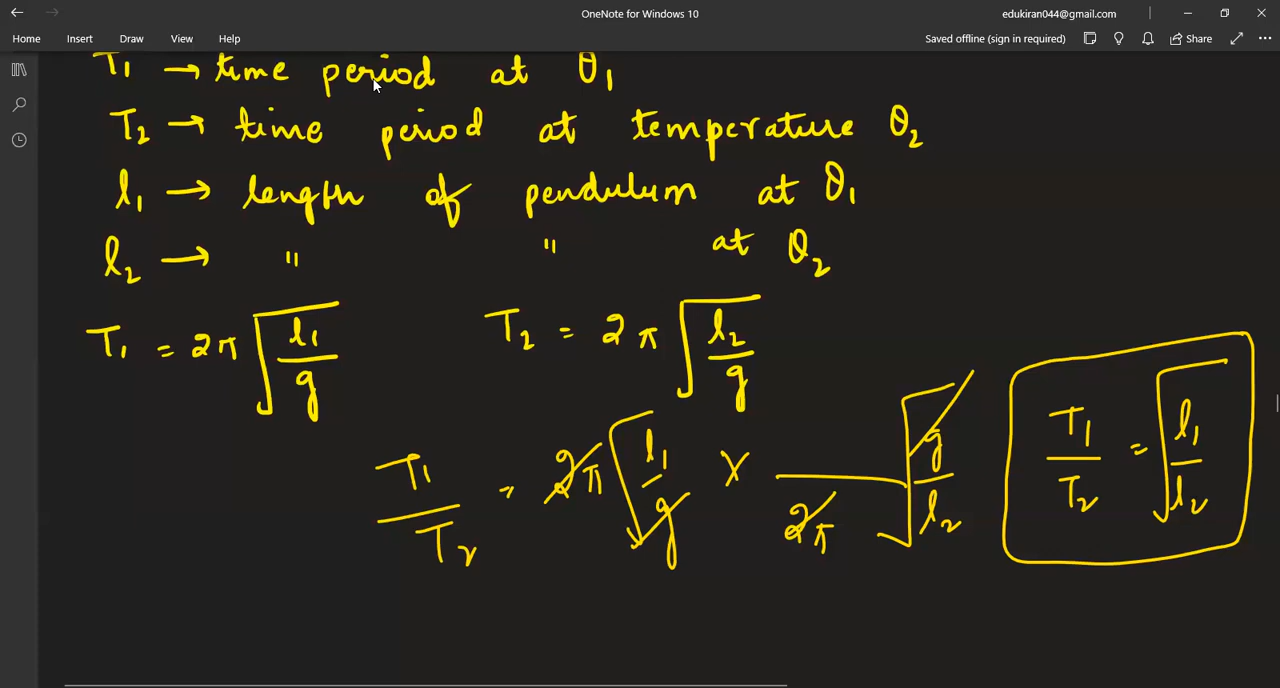 OneNote for Windows 10
edukiran044@gmail.com
Home Insert Draw View Help
Saved offline (sign in required) Share
T1 → time period at θ1
T2 → time period at temperature θ2
l1 → length of pendulum at θ1
l2 → " " at θ2
T1 = 2π √(l1/g) T2 = 2π √(l2/g)
T1/T2 = 2π √(l1/g) × 1/2π √(g/l2)
T1/T2 = √(l1/l2)